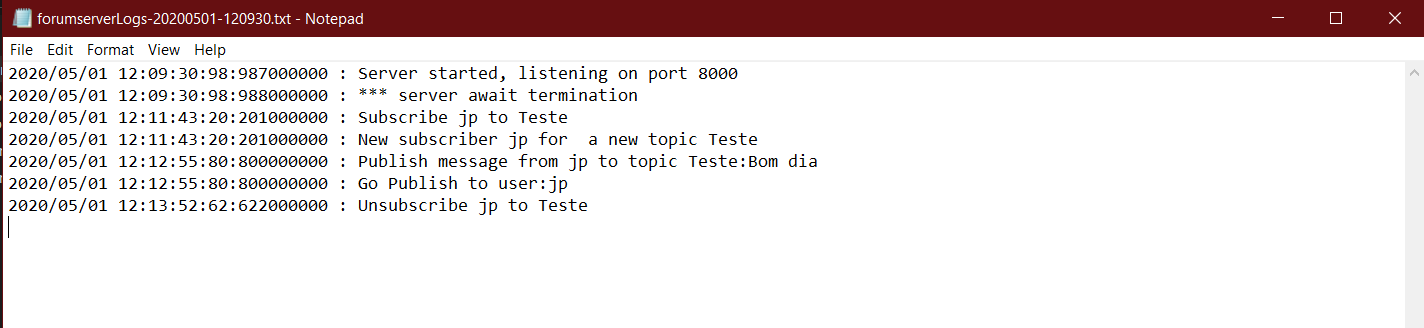 forumserverLogs-20200501-120930.txt - Notepad
File Edit Format View Help
2020/05/01 12:09:30:98:987000000 : Server started, listening on port 8000
2020/05/01 12:09:30:98:988000000 : *** server await termination
2020/05/01 12:11:43:20:201000000 : Subscribe jp to Teste
2020/05/01 12:11:43:20:201000000 : New subscriber jp for  a new topic Teste
2020/05/01 12:12:55:80:800000000 : Publish message from jp to topic Teste:Bom dia
2020/05/01 12:12:55:80:800000000 : Go Publish to user:jp
2020/05/01 12:13:52:62:622000000 : Unsubscribe jp to Teste